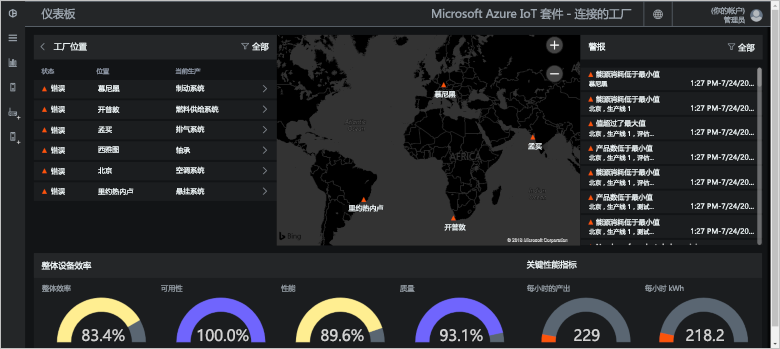 仪表板
Microsoft Azure IoT 套件 - 连接的工厂
(你的帐户)
管理员
工厂位置
全部
状态 位置 当前生产
错误 慕尼黑 制动系统
错误 开普敦 燃料供给系统
错误 孟买 排气系统
错误 西雅图 轴承
错误 北京 空调系统
错误 里约热内卢 悬挂系统
慕尼黑
孟买
AFRICA
里约热内卢
开普敦
Bing
© 2018 Microsoft Corporation
警报
全部
能源消耗低于最小值
慕尼黑 1:27 PM-7/24/20...
能源消耗低于最小值
北京，生产线 1 1:27 PM-7/24/20...
值超过了最大值
北京，生产线 1，评估... 1:27 PM-7/24/20...
产品数低于最小值
北京，生产线 1，评估... 1:27 PM-7/24/20...
能源消耗低于最小值
北京，生产线 1，评估... 1:27 PM-7/24/20...
产品数低于最小值
北京，生产线 1，测试... 1:27 PM-7/24/20...
能源消耗低于最小值
北京，生产线 1，测试... 1:27 PM-7/24/20...
整体设备效率
关键性能指标
整体效率 可用性 性能 质量 每小时的产出 每小时 kWh
83.4% 100.0% 89.6% 93.1% 229 218.2